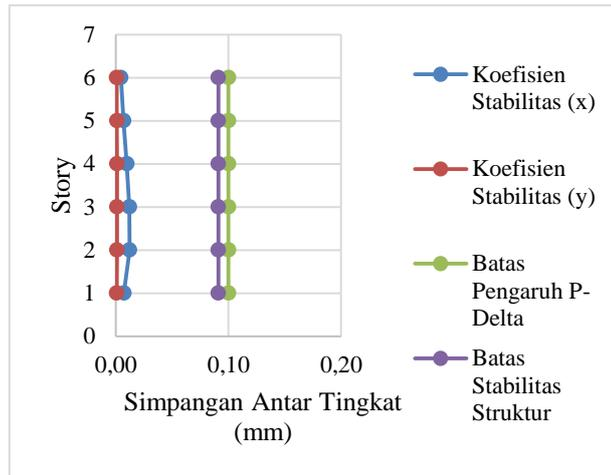 7
6
5
4
3
2
1
0
Story
0,00
0,10
0,20
Simpangan Antar Tingkat
(mm)
Koefisien
Stabilitas (x)
Koefisien
Stabilitas (y)
Batas
Pengaruh P-
Delta
Batas
Stabilitas
Struktur